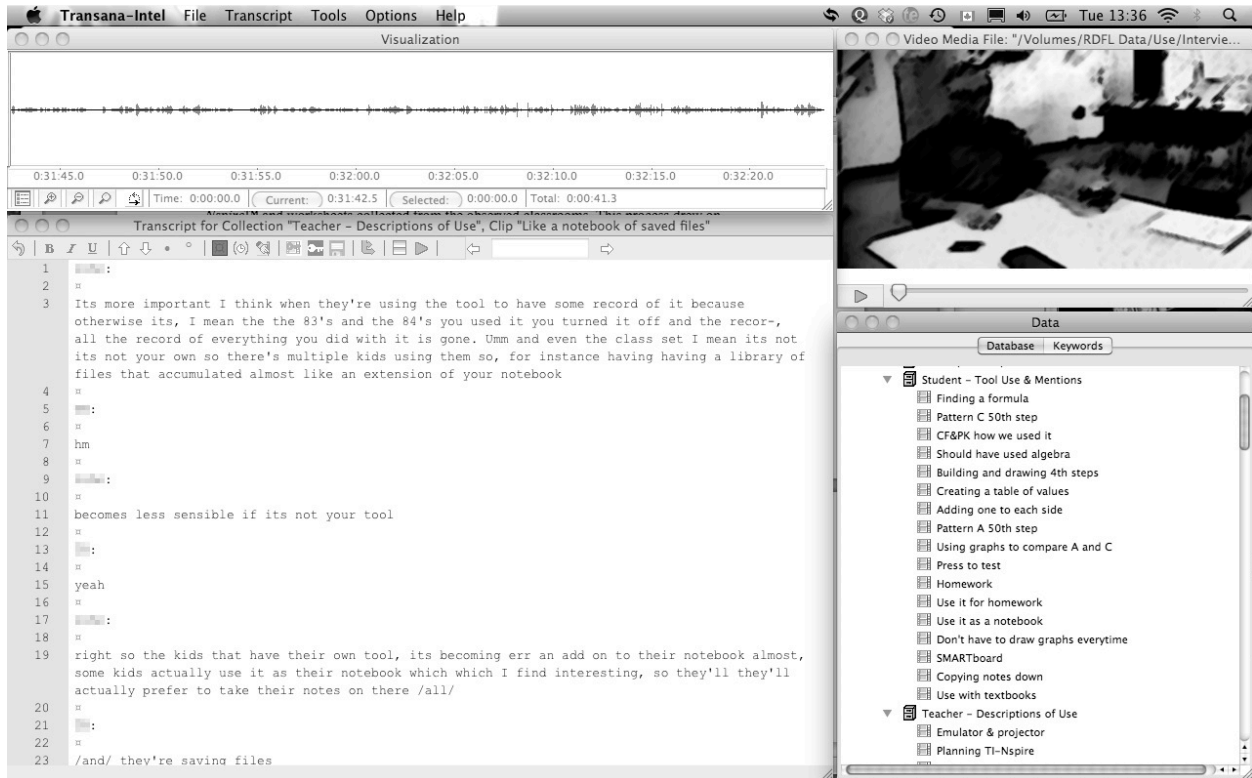 Transana-Intel File Transcript Tools Options Help
Tue 13:36
Visualization
0:31:45.0 0:31:50.0 0:31:55.0 0:32:00.0 0:32:05.0 0:32:10.0 0:32:15.0 0:32:20.0
Time: 0:00:00.0 Current: 0:31:42.5 Selected: 0:00:00.0 Total: 0:00:41.3
Transcript for Collection "Teacher – Descriptions of Use", Clip "Like a notebook of saved files"
B I U
1 :
2 ¤
3 Its more important I think when they're using the tool to have some record of it because
otherwise its, I mean the the 83's and the 84's you used it you turned it off and the recor-,
all the record of everything you did with it is gone. Umm and even the class set I mean its not
its not your own so there's multiple kids using them so, for instance having having a library of
files that accumulated almost like an extension of your notebook
4 ¤
5 :
6 ¤
7 hm
8 ¤
9 :
10 ¤
11 becomes less sensible if its not your tool
12 ¤
13 :
14 ¤
15 yeah
16 ¤
17 :
18 ¤
19 right so the kids that have their own tool, its becoming err an add on to their notebook almost,
some kids actually use it as their notebook which which I find interesting, so they'll they'll
actually prefer to take their notes on there /all/
20 ¤
21 :
22 ¤
23 /and/ they're saving files
Video Media File: "/Volumes/RDFL Data/Use/Intervie...
Data
Database Keywords
Student – Tool Use & Mentions
Finding a formula
Pattern C 50th step
CF&PK how we used it
Should have used algebra
Building and drawing 4th steps
Creating a table of values
Adding one to each side
Pattern A 50th step
Using graphs to compare A and C
Press to test
Homework
Use it for homework
Use it as a notebook
Don't have to draw graphs everytime
SMARTboard
Copying notes down
Use with textbooks
Teacher – Descriptions of Use
Emulator & projector
Planning TI-Nspire